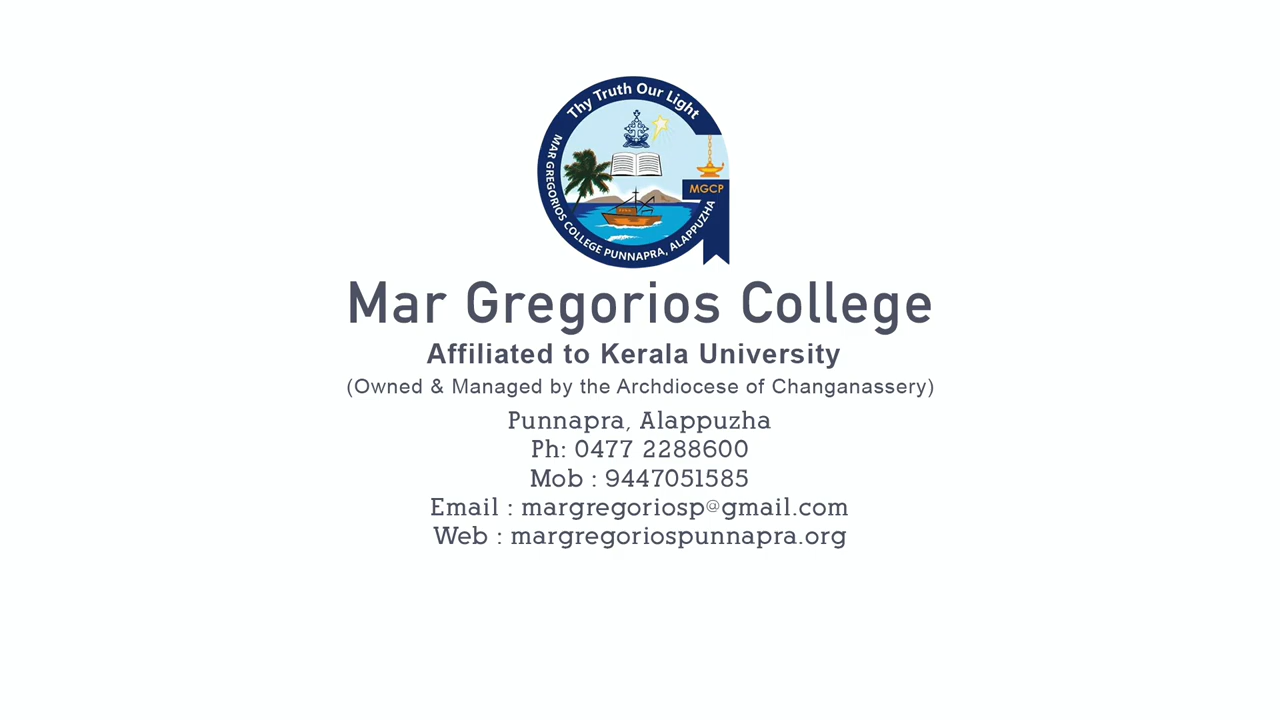 Thy Truth Our Light
MGCP
MAR GREGORIOS COLLEGE PUNNAPRA, ALAPPUZHA
Mar Gregorios College
Affiliated to Kerala University
(Owned & Managed by the Archdiocese of Changanassery)
Punnapra, Alappuzha
Ph: 0477 2288600
Mob : 9447051585
Email : margregoriosp@gmail.com
Web : margregoriospunnapra.org